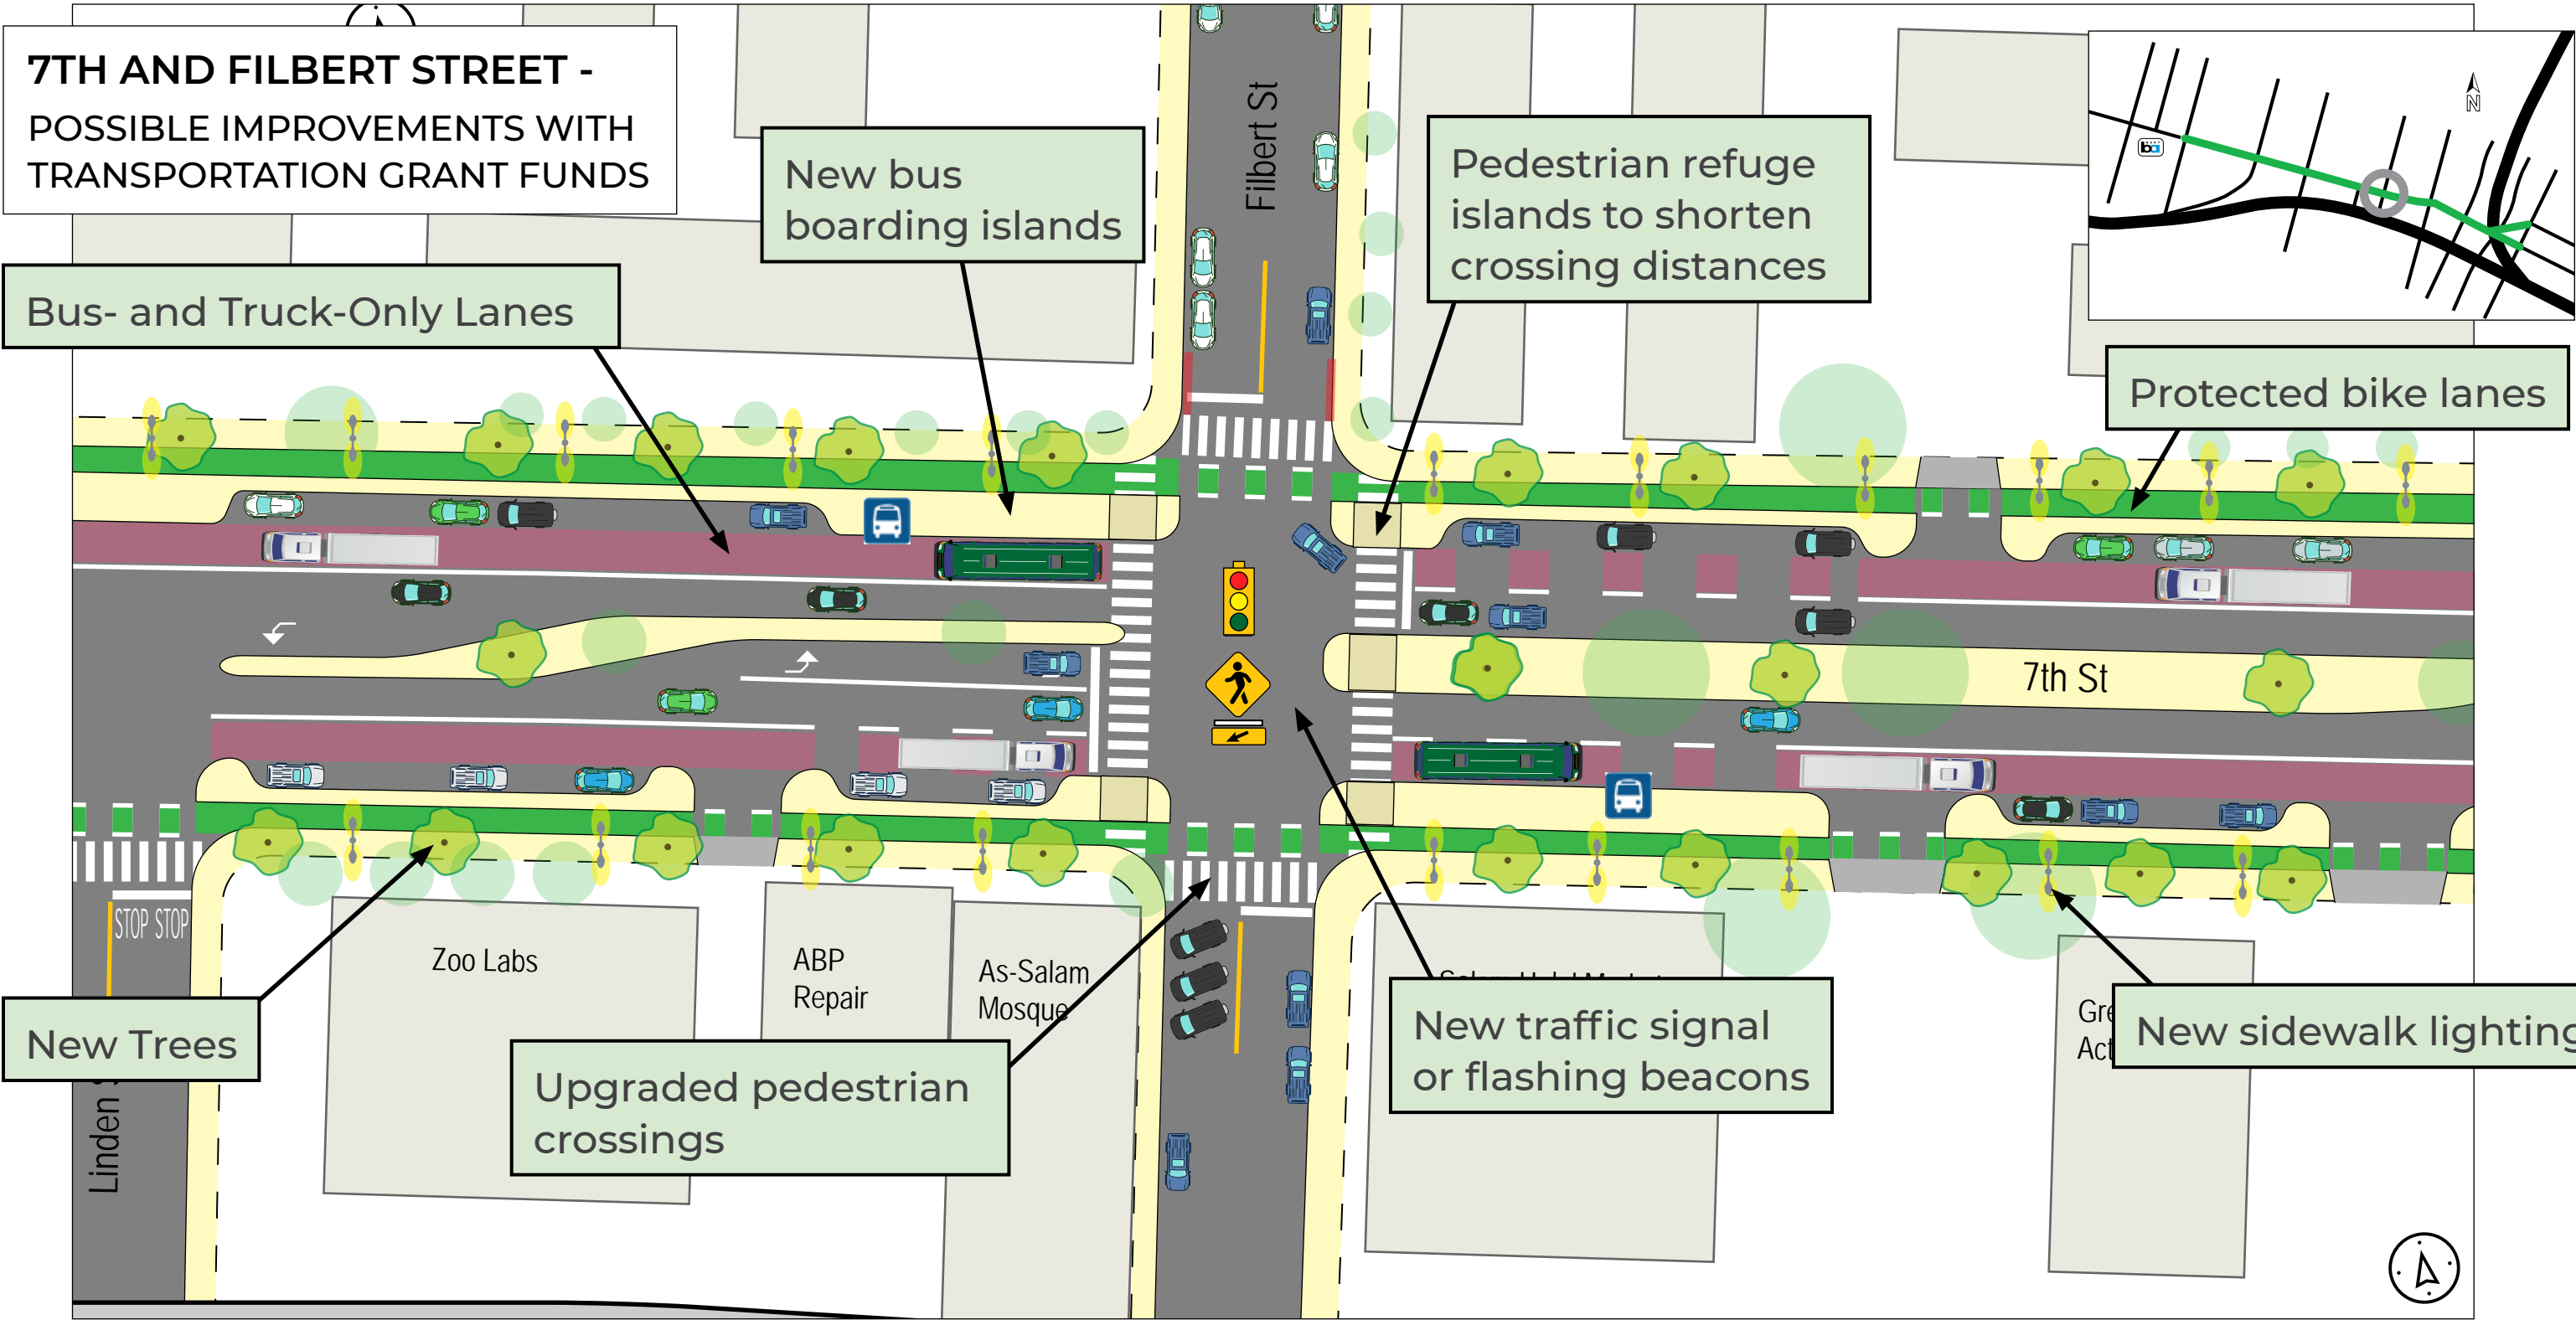 7TH AND FILBERT STREET -
POSSIBLE IMPROVEMENTS WITH
TRANSPORTATION GRANT FUNDS
Filbert St
New bus
boarding islands
Pedestrian refuge
islands to shorten
crossing distances
N
ba
Bus- and Truck-Only Lanes
Protected bike lanes
7th St
STOP STOP
Zoo Labs
ABP
Repair
As-Salam
Mosque
New Trees
Linden
Upgraded pedestrian
crossings
New traffic signal
or flashing beacons
New sidewalk lighting